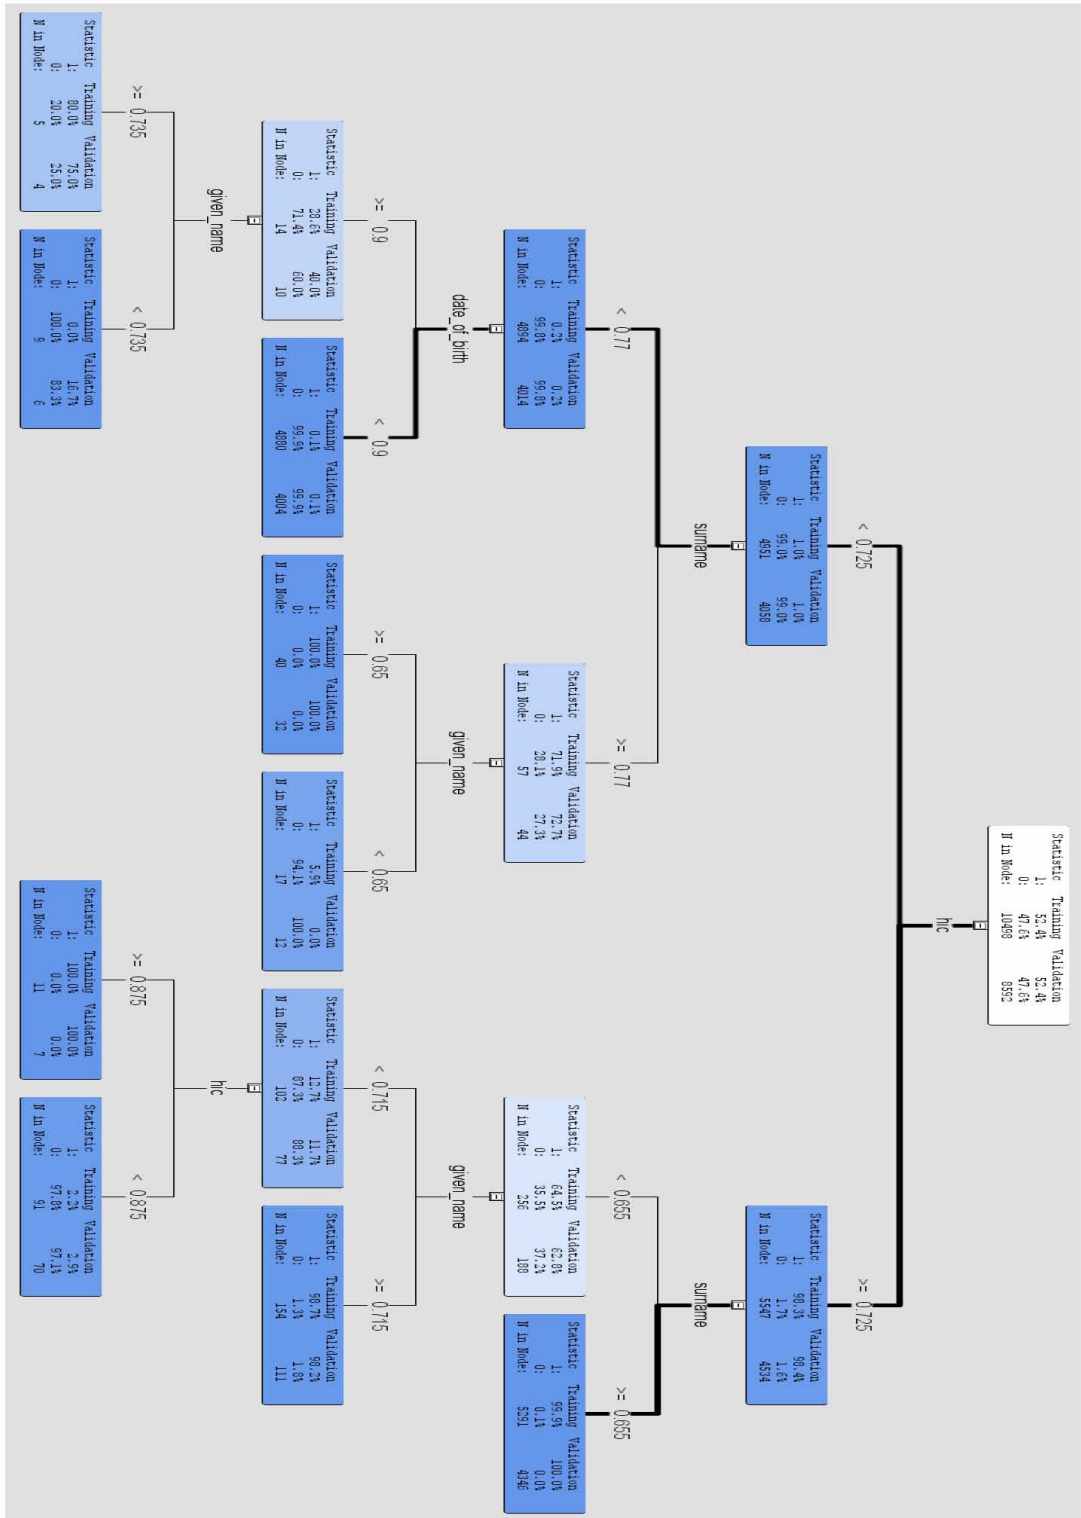 Statistic Training Validation
1: 52.4% 52.4%
0: 47.6% 47.6%
N in Node: 10498 8592
hic
< 0.725
>= 0.725
Statistic Training Validation
1: 1.0% 1.0%
0: 99.0% 99.0%
N in Node: 4951 4058
Statistic Training Validation
1: 98.3% 98.4%
0: 1.7% 1.6%
N in Node: 5547 4534
surname
surname
< 0.77
>= 0.77
< 0.655
>= 0.655
Statistic Training Validation
1: 0.2% 0.2%
0: 99.8% 99.8%
N in Node: 4894 4014
Statistic Training Validation
1: 71.9% 72.7%
0: 28.1% 27.3%
N in Node: 57 44
Statistic Training Validation
1: 64.5% 62.8%
0: 35.5% 37.2%
N in Node: 256 188
Statistic Training Validation
1: 99.9% 100.0%
0: 0.1% 0.0%
N in Node: 5291 4346
date_of_birth
given_name
given_name
>= 0.9
< 0.9
>= 0.65
< 0.65
< 0.715
>= 0.715
Statistic Training Validation
1: 28.6% 40.0%
0: 71.4% 60.0%
N in Node: 14 10
Statistic Training Validation
1: 0.1% 0.1%
0: 99.9% 99.9%
N in Node: 4880 4004
Statistic Training Validation
1: 100.0% 100.0%
0: 0.0% 0.0%
N in Node: 40 32
Statistic Training Validation
1: 5.9% 0.0%
0: 94.1% 100.0%
N in Node: 17 12
Statistic Training Validation
1: 12.7% 11.7%
0: 87.3% 88.3%
N in Node: 102 77
Statistic Training Validation
1: 98.7% 98.2%
0: 1.3% 1.8%
N in Node: 154 111
given_name
hic
>= 0.735
< 0.735
>= 0.875
< 0.875
Statistic Training Validation
1: 80.0% 75.0%
0: 20.0% 25.0%
N in Node: 5 4
Statistic Training Validation
1: 0.0% 16.7%
0: 100.0% 83.3%
N in Node: 9 6
Statistic Training Validation
1: 100.0% 100.0%
0: 0.0% 0.0%
N in Node: 11 7
Statistic Training Validation
1: 2.2% 2.9%
0: 97.8% 97.1%
N in Node: 91 70